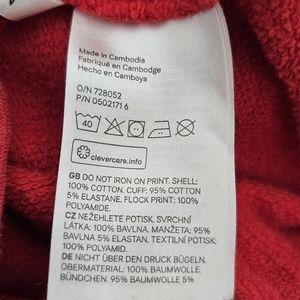 Made in Cambodia
Fabriqué en Cambodge
Hecho en Camboya
O/N 728052
P/N 0502171 6
40
clevercare.info
GB DO NOT IRON ON PRINT. SHELL:
100% COTTON. CUFF: 95% COTTON
5% ELASTANE. FLOCK PRINT: 100%
POLYAMIDE.
CZ NEŽEHLETE POTISK. SVRCHNÍ
LÁTKA: 100% BAVLNA. MANŽETA: 95%
BAVLNA 5% ELASTAN. TEXTILNÍ POTISK:
100% POLYAMID.
DE NICHT ÜBER DEN DRUCK BÜGELN.
OBERMATERIAL: 100% BAUMWOLLE.
BÜNDCHEN: 95% BAUMWOLLE 5%